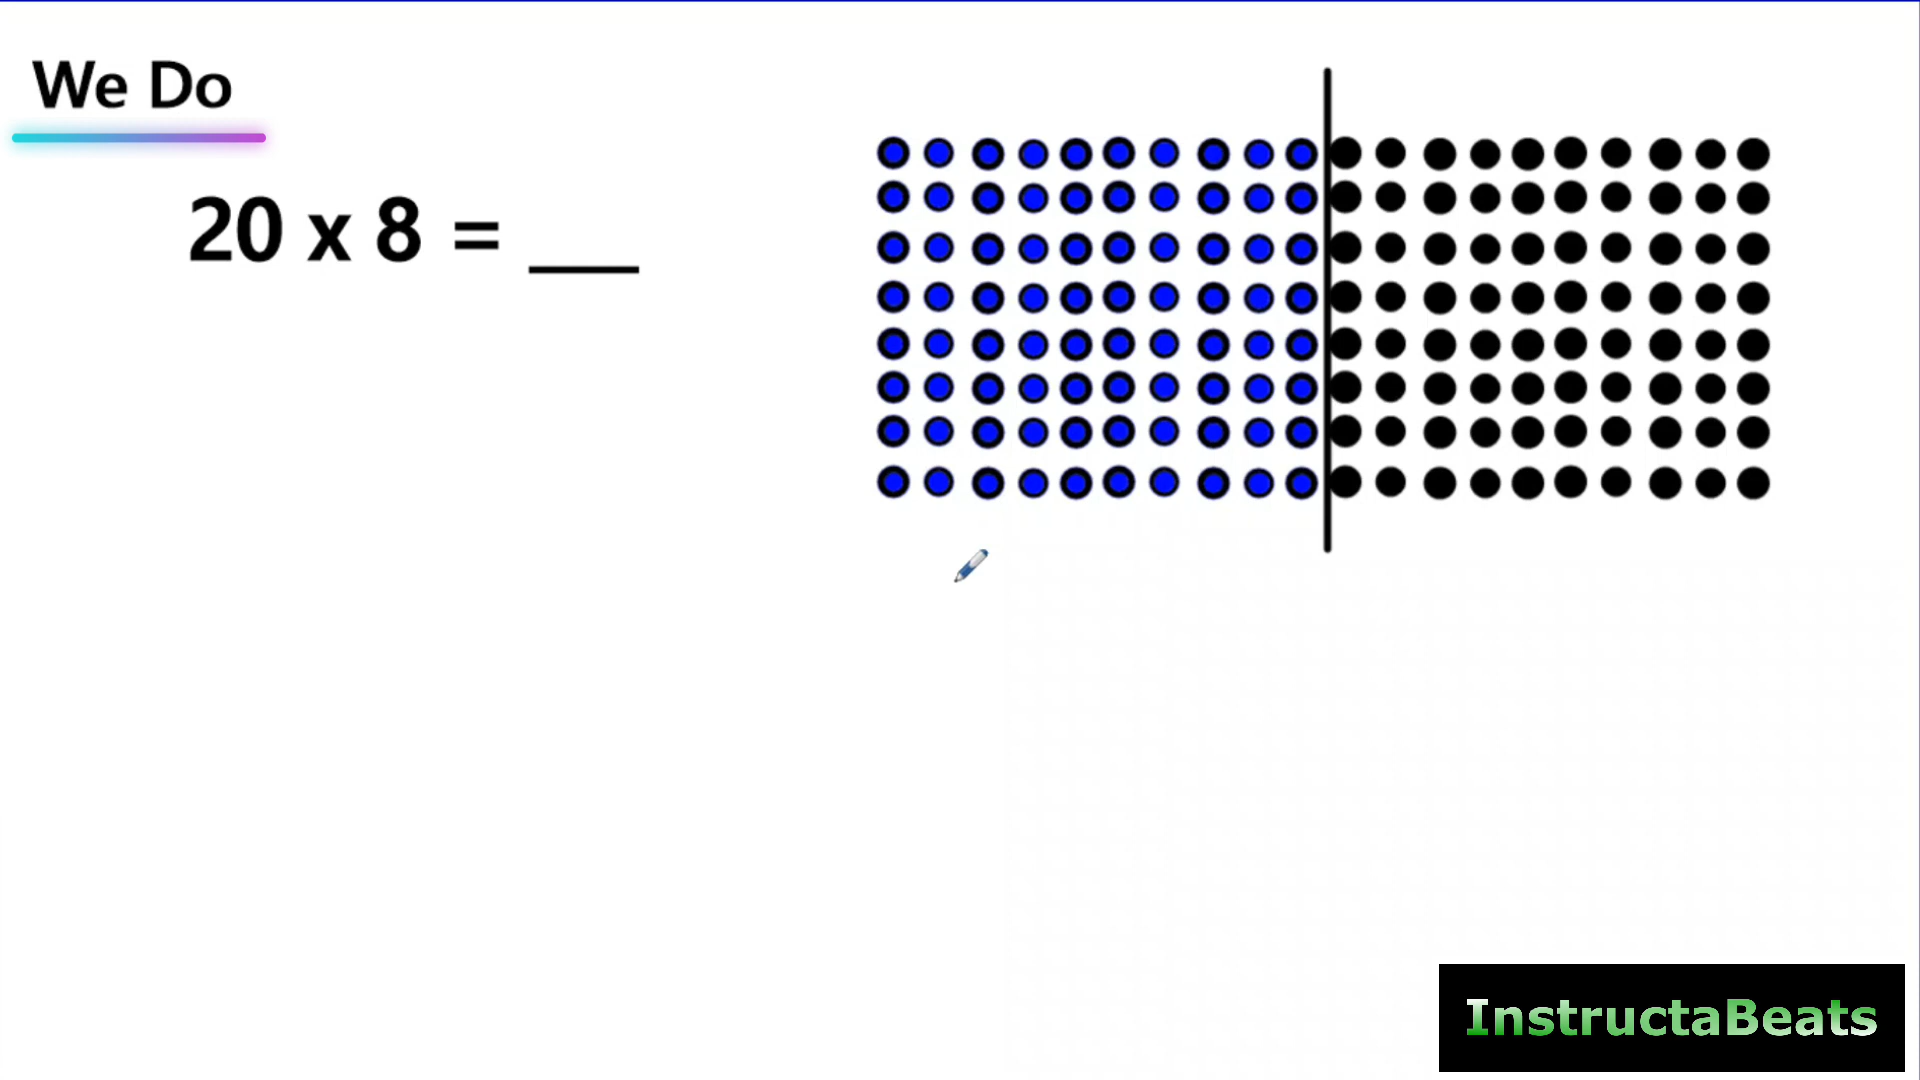 We Do
20 x 8 = ___
InstructaBeats